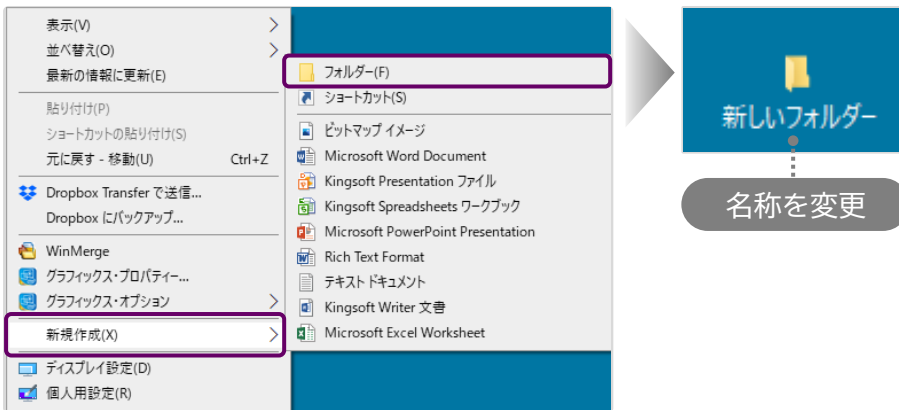 表示(V)
並べ替え(O)
最新の情報に更新(E)
貼り付け(P)
ショートカットの貼り付け(S)
元に戻す - 移動(U) Ctrl+Z
Dropbox Transfer で送信...
Dropbox にバックアップ...
WinMerge
グラフィックス・プロパティー...
グラフィックス・オプション
新規作成(X)
ディスプレイ設定(D)
個人用設定(R)
フォルダー(F)
ショートカット(S)
ビットマップ イメージ
Microsoft Word Document
Kingsoft Presentation ファイル
Kingsoft Spreadsheets ワークブック
Microsoft PowerPoint Presentation
Rich Text Format
テキスト ドキュメント
Kingsoft Writer 文書
Microsoft Excel Worksheet
新しいフォルダー
名称を変更